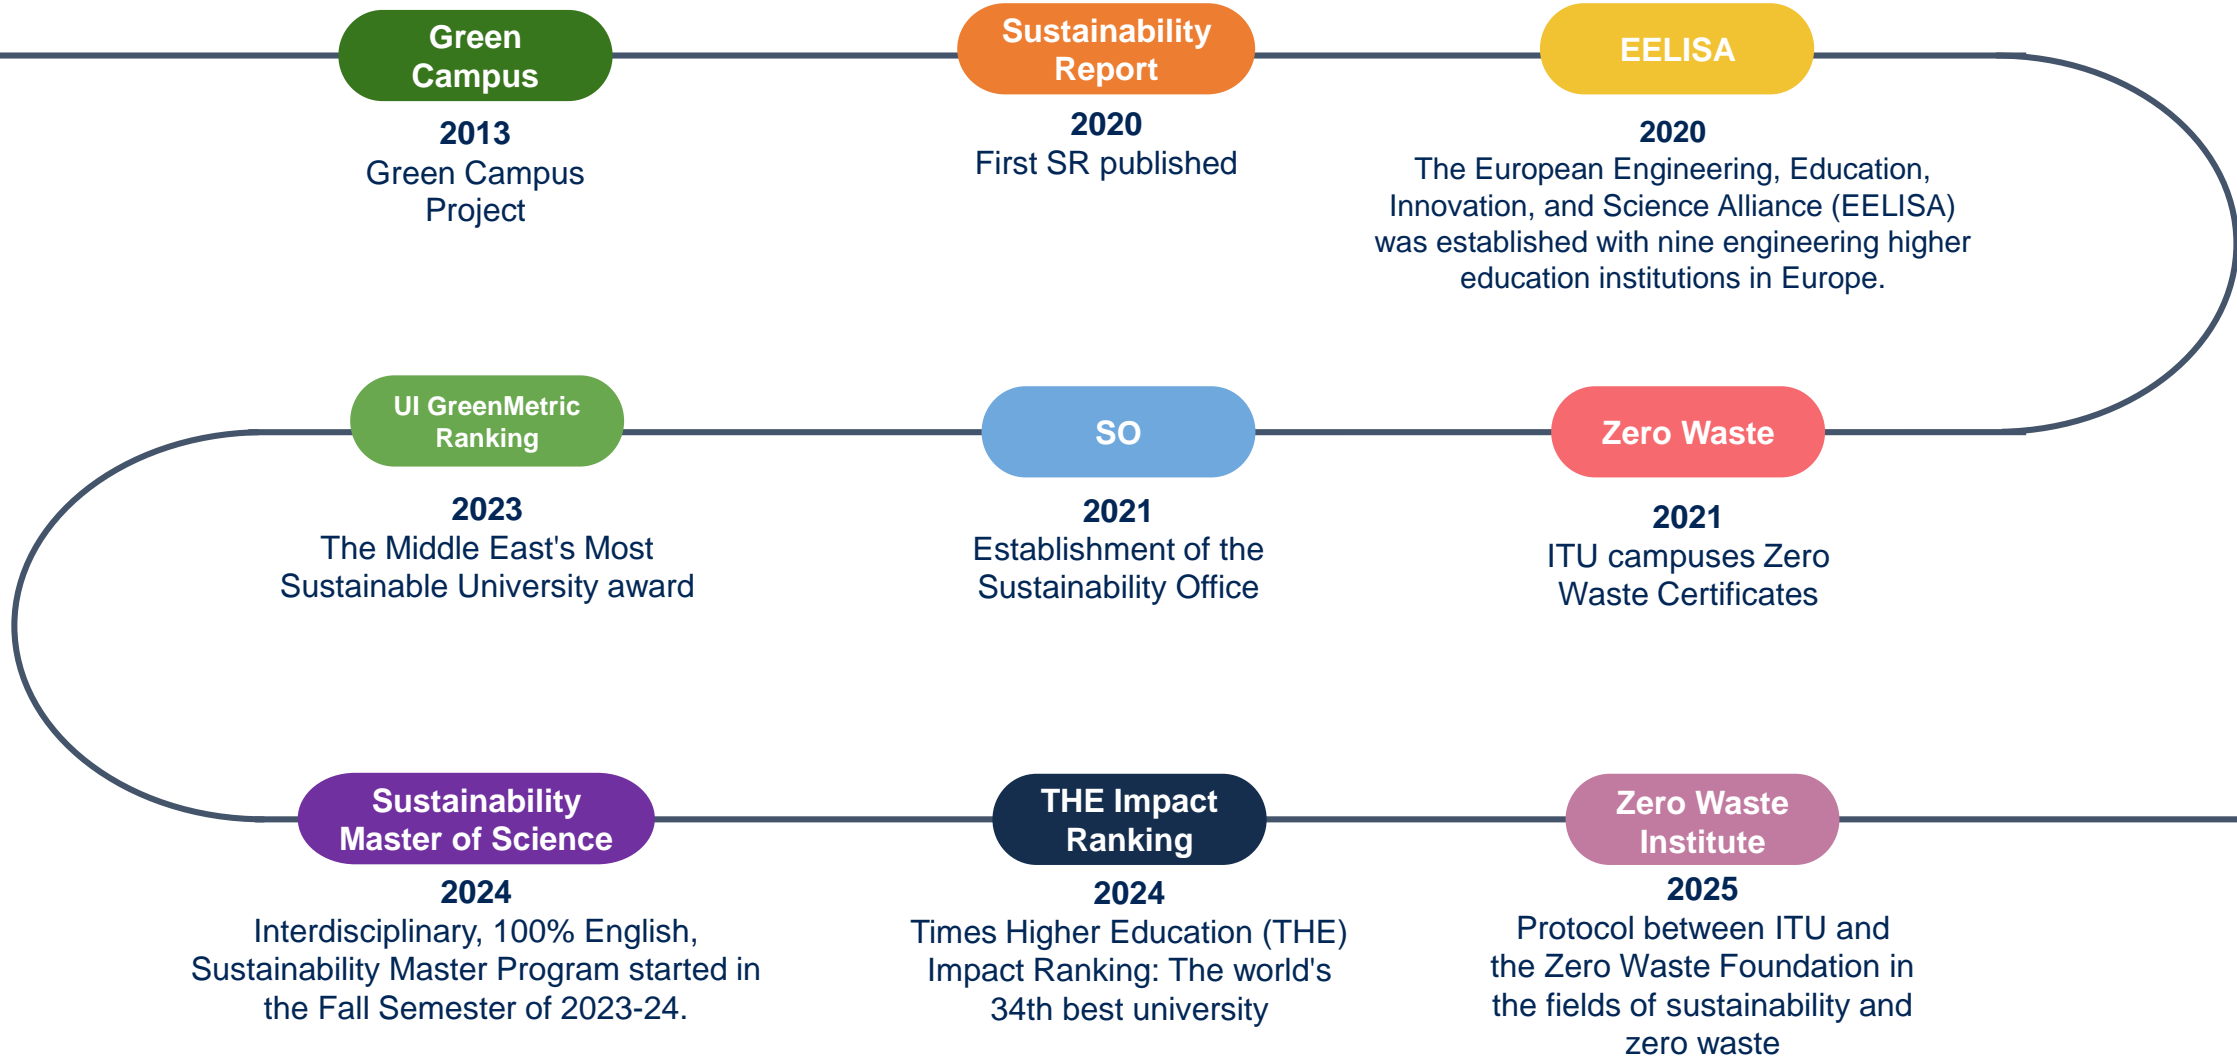 Green
Campus
2013
Green Campus
Project
Sustainability
Report
2020
First SR published
EELISA
2020
The European Engineering, Education,
Innovation, and Science Alliance (EELISA)
was established with nine engineering higher
education institutions in Europe.
UI GreenMetric
Ranking
2023
The Middle East's Most
Sustainable University award
SO
2021
Establishment of the
Sustainability Office
Zero Waste
2021
ITU campuses Zero
Waste Certificates
Sustainability
Master of Science
2024
Interdisciplinary, 100% English,
Sustainability Master Program started in
the Fall Semester of 2023-24.
THE Impact
Ranking
2024
Times Higher Education (THE)
Impact Ranking: The world's
34th best university
Zero Waste
Institute
2025
Protocol between ITU and
the Zero Waste Foundation in
the fields of sustainability and
zero waste